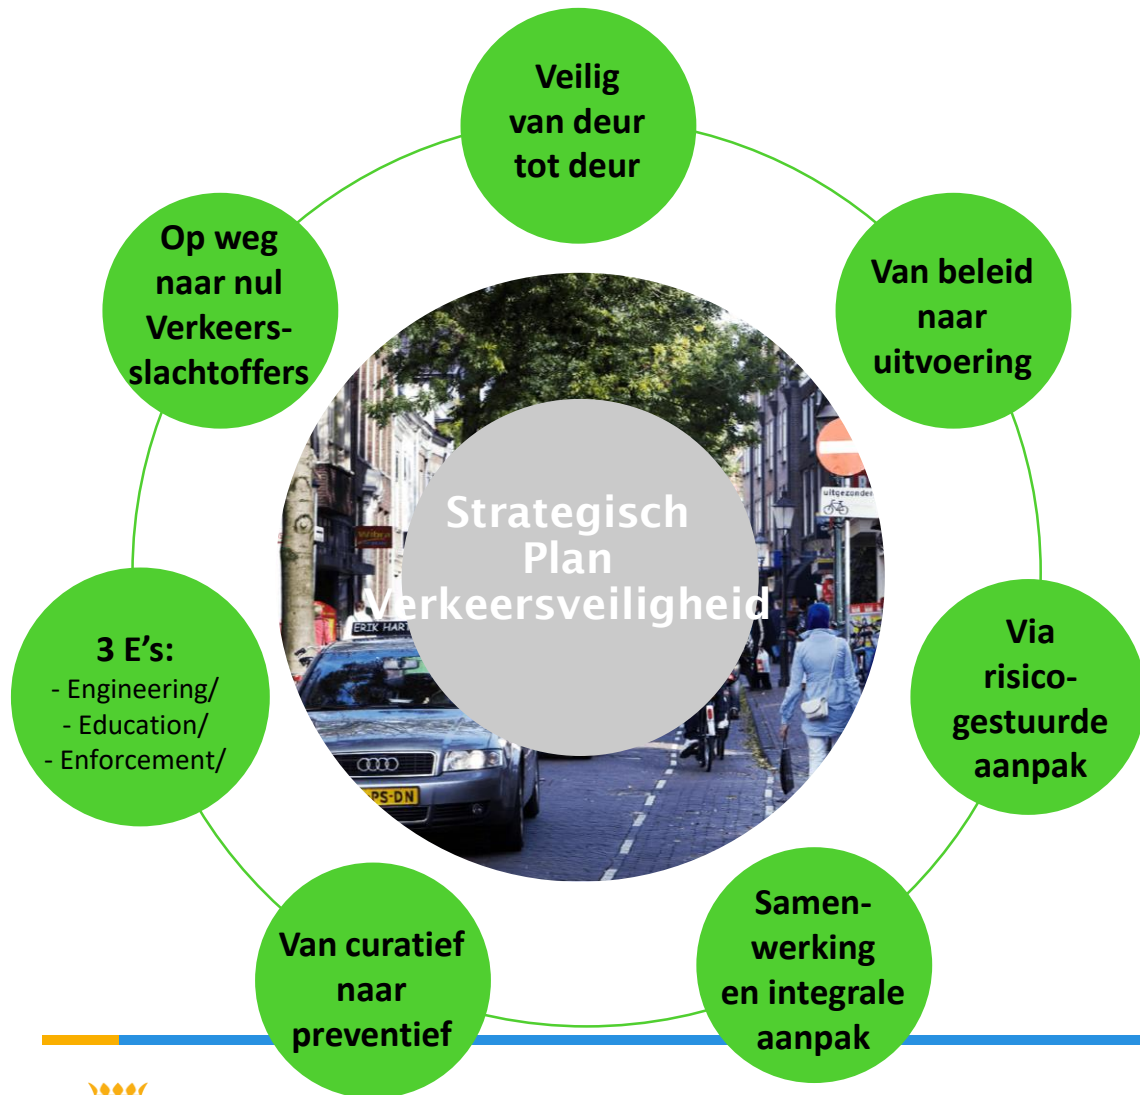 Veilig
van deur
tot deur
Op weg
naar nul
Verkeers-
slachtoffers
Van beleid
naar
uitvoering
Strategisch
Plan
Verkeersveiligheid
uitgezonder
Wibra
ERIK HART
PS-DN
3 E's:
- Engineering/
- Education/
- Enforcement/
Via
risico-
gestuurde
aanpak
Samen-
werking
en integrale
aanpak
Van curatief
naar
preventief